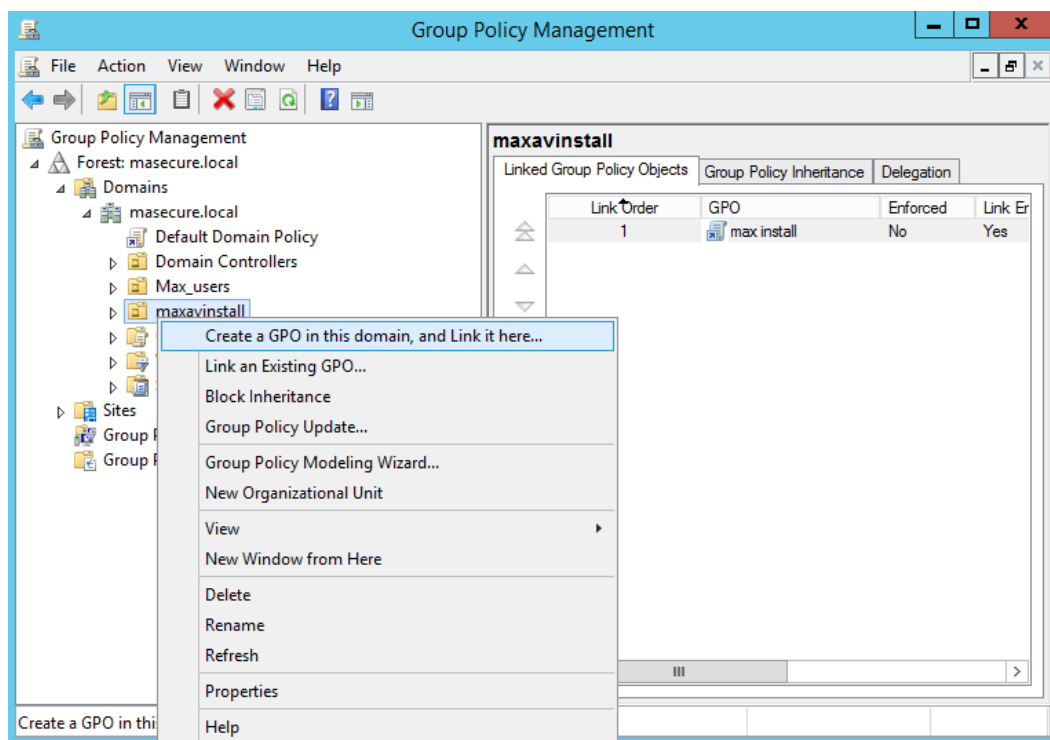 Group Policy Management
File Action View Window Help
Group Policy Management
Forest: masecure.local
Domains
masecure.local
Default Domain Policy
Domain Controllers
Max_users
maxavinstall
Sites
Group
Group
Create a GPO in this domain, and Link it here...
Link an Existing GPO...
Block Inheritance
Group Policy Update...
Group Policy Modeling Wizard...
New Organizational Unit
View
New Window from Here
Delete
Rename
Refresh
Properties
Help
maxavinstall
Linked Group Policy Objects Group Policy Inheritance Delegation
Link Order GPO Enforced Link Er
1 max install No Yes
Create a GPO in thi